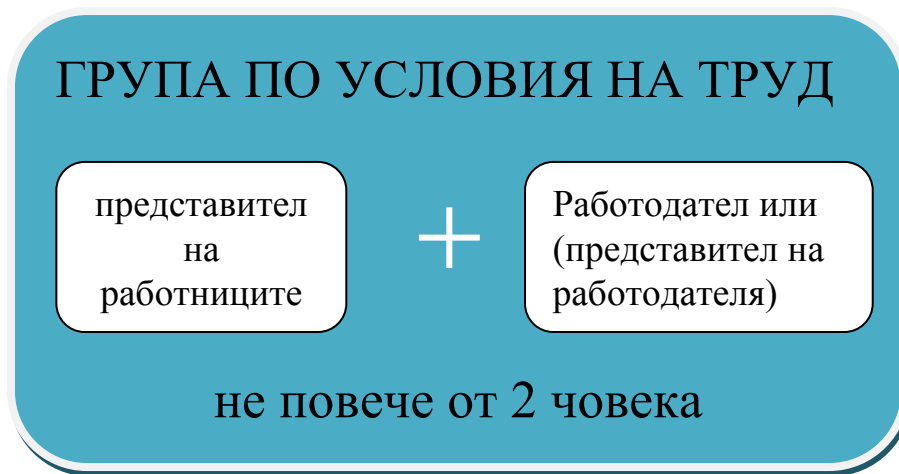 ГРУПА ПО УСЛОВИЯ НА ТРУД
представител
на
работниците
+
Работодател или
(представител на
работодателя)
не повече от 2 човека